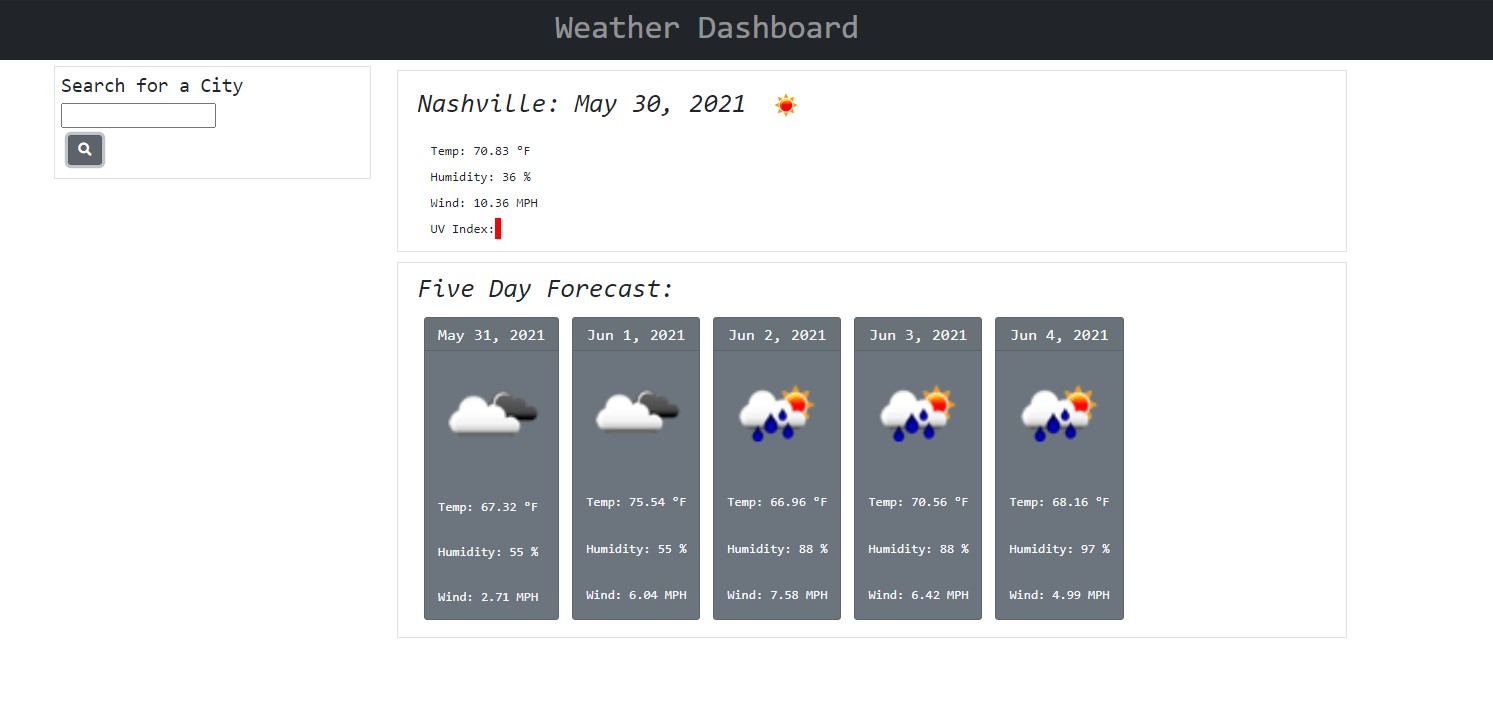 Weather Dashboard
Search for a City
Nashville: May 30, 2021
Temp: 70.83 °F
Humidity: 36 %
Wind: 10.36 MPH
UV Index:
Five Day Forecast:
May 31, 2021
Temp: 67.32 °F
Humidity: 55 %
Wind: 2.71 MPH
Jun 1, 2021
Temp: 75.54 °F
Humidity: 55 %
Wind: 6.04 MPH
Jun 2, 2021
Temp: 66.96 °F
Humidity: 88 %
Wind: 7.58 MPH
Jun 3, 2021
Temp: 70.56 °F
Humidity: 88 %
Wind: 6.42 MPH
Jun 4, 2021
Temp: 68.16 °F
Humidity: 97 %
Wind: 4.99 MPH